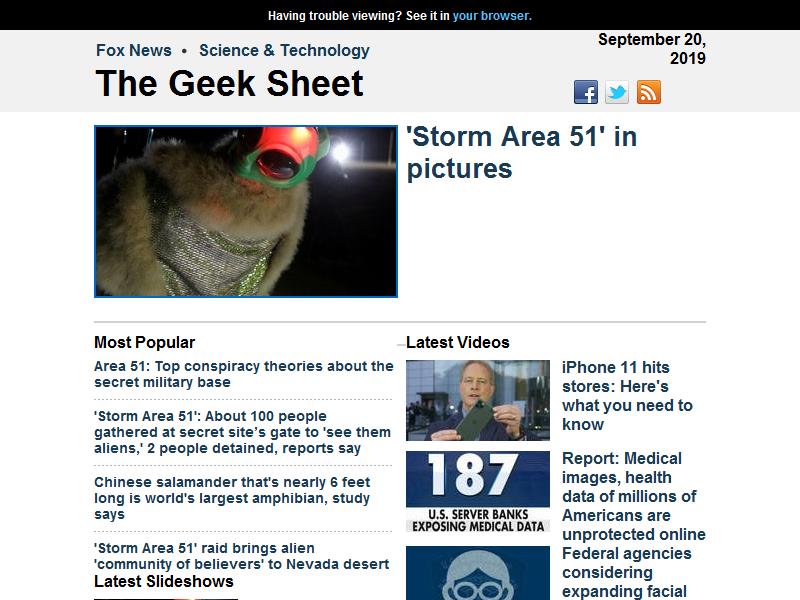 Having trouble viewing? See it in your browser.
Fox News • Science & Technology
The Geek Sheet
September 20,
2019
'Storm Area 51' in
pictures
Most Popular
Area 51: Top conspiracy theories about the
secret military base
'Storm Area 51': About 100 people
gathered at secret site's gate to 'see them
aliens,' 2 people detained, reports say
Chinese salamander that's nearly 6 feet
long is world's largest amphibian, study
says
'Storm Area 51' raid brings alien
'community of believers' to Nevada desert
Latest Slideshows
Latest Videos
iPhone 11 hits
stores: Here's
what you need to
know
187
U.S. SERVER BANKS
EXPOSING MEDICAL DATA
Report: Medical
images, health
data of millions of
Americans are
unprotected online
Federal agencies
considering
expanding facial